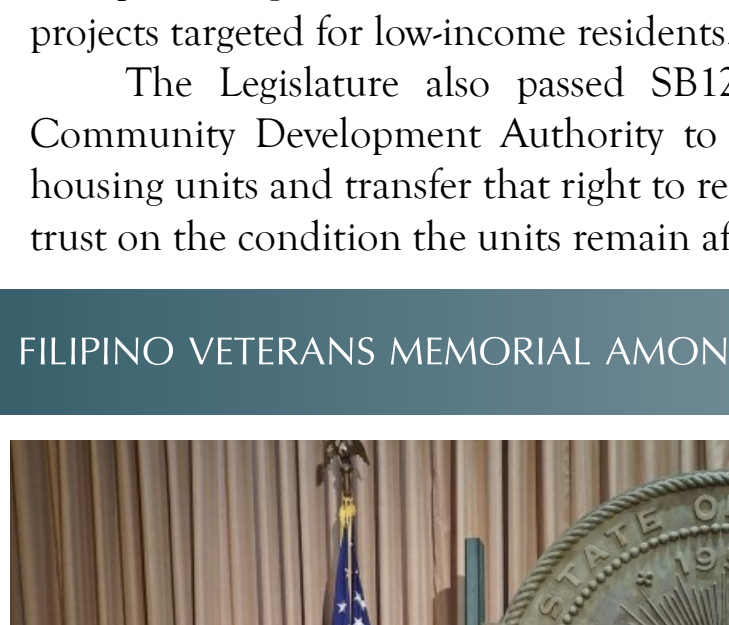 projects targeted for low-income residents.
The Legislature also passed SB12
Community Development Authority to
housing units and transfer that right to re
trust on the condition the units remain af
FILIPINO VETERANS MEMORIAL AMON
STATE O
19